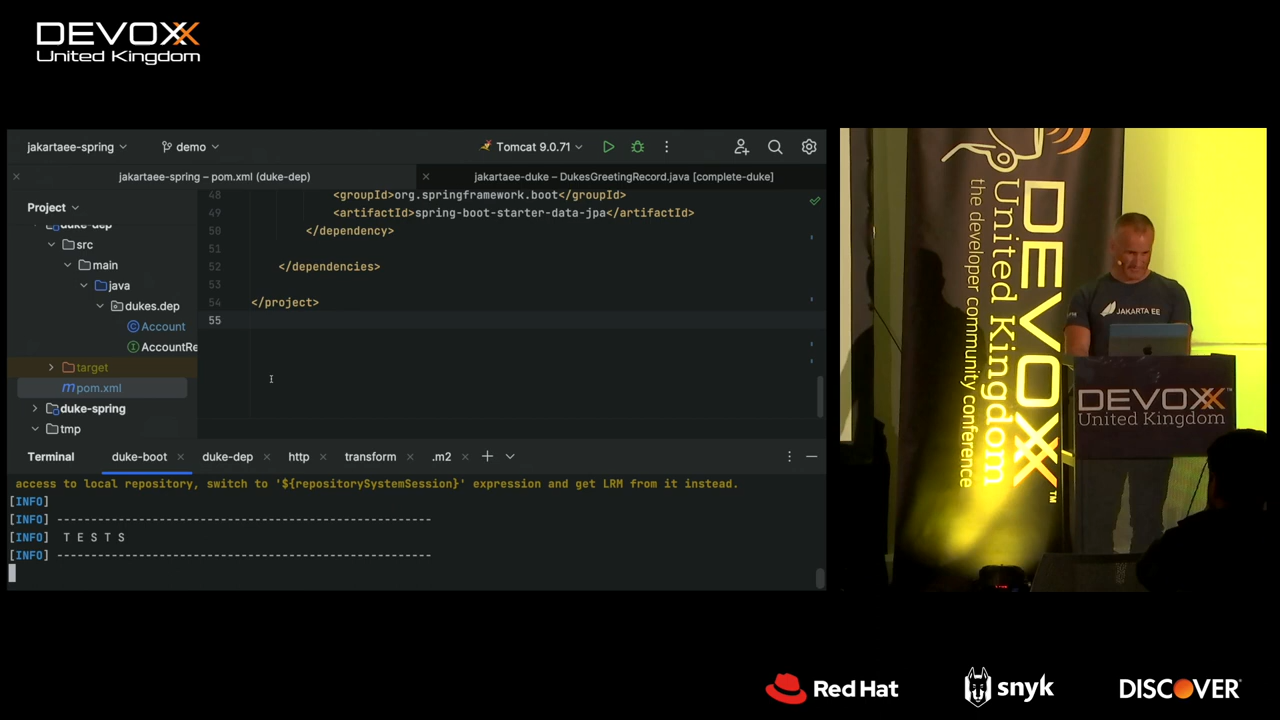 DEVOXX
United Kingdom
jakartaee-spring
demo
Tomcat 9.0.71
jakartaee-spring – pom.xml (duke-dep)
jakartaee-duke – DukesGreetingRecord.java [complete-duke]
Project
duke-dep
src
main
java
dukes.dep
Account
AccountRe
target
pom.xml
duke-spring
tmp
48 <groupId>org.springframework.boot</groupId>
49 <artifactId>spring-boot-starter-data-jpa</artifactId>
50 </dependency>
51
52 </dependencies>
53
54 </project>
55
Terminal
duke-boot
duke-dep
http
transform
.m2
access to local repository, switch to '${repositorySystemSession}' expression and get LRM from it instead.
[INFO]
[INFO] -------------------------------------------------------
[INFO]  T E S T S
[INFO] -------------------------------------------------------
DEVOXX™
United Kingdom
the developer community conference
JAKARTA EE
DEVOXX™
United Kingdom
Red Hat
snyk
DISCOVER